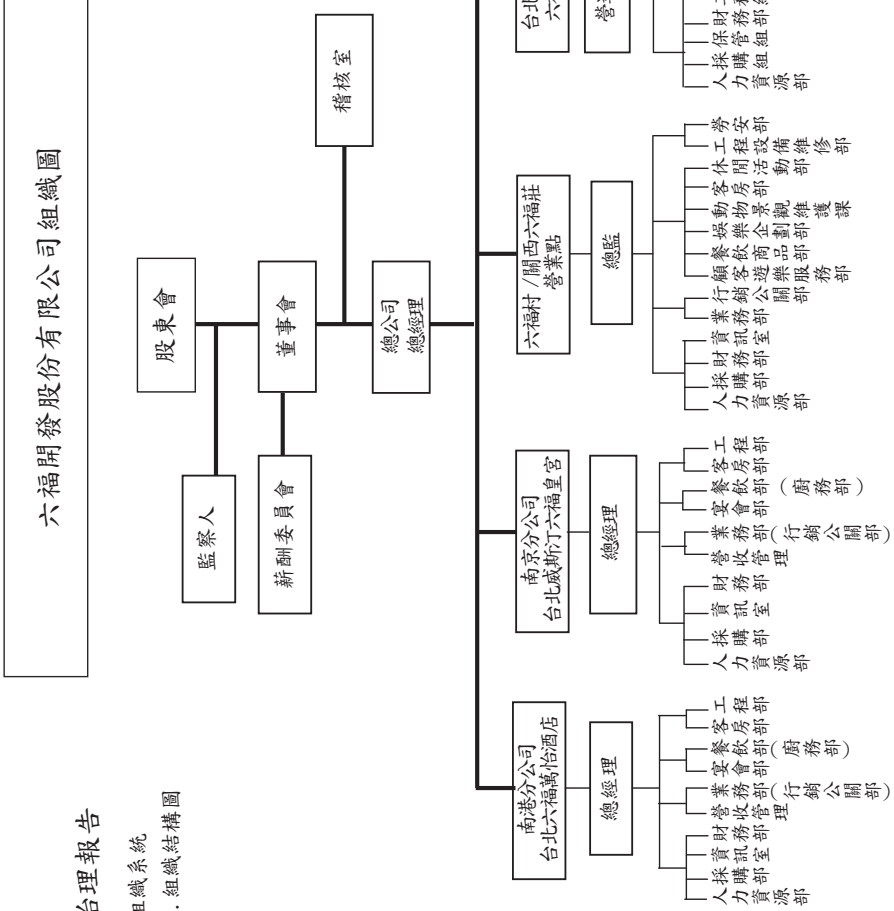 六福開發股份有限公司組織圖
治理報告
組織系統
.組織結構圖
股東會
監察人
董事會
薪酬委員會
稽核室
總公司
總經理
南港分公司
台北六福萬怡酒店
總經理
人力資源部
採購部
資訊室
財務部
營收管理
業務部(行銷公關部)
宴會部
餐飲部(廚務部)
客房部
工程部
南京分公司
台北威斯汀六福皇宮
總經理
人力資源部
採購部
資訊室
財務部
營收管理
業務部(行銷公關部)
宴會部
餐飲部(廚務部)
客房部
工程部
六福村/關西六福莊
營業點
總監
人力資源部
採購部
財務部
資訊室
業務部
行銷公關部
顧客遊樂服務部
餐飲商品部
娛樂企劃部
動物景觀維護課
客房部
休閒活動部
工程設備維修部
勞安部
台北
六
營
人力資源部
採購組
保管組
財務部